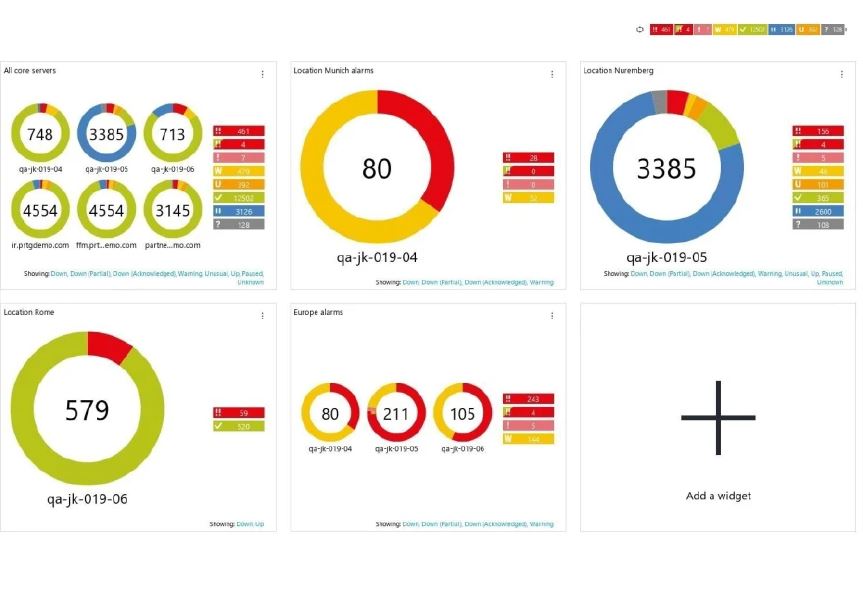 461 4 7 W 479 12502 3126 U 392 ? 128
All core servers
748 3385 713
qa-jk-019-04 qa-jk-019-05 qa-jk-019-06
4554 4554 3145
ir.prtgdemo.com ffm.prt...emo.com partne...mo.com
!! 461
4
! 7
W 479
U 392
12502
3126
? 128
Showing: Down, Down (Partial), Down (Acknowledged), Warning, Unusual, Up, Paused,
Unknown
Location Munich alarms
80
qa-jk-019-04
!! 28
0
! 0
W 52
Showing: Down, Down (Partial), Down (Acknowledged), Warning
Location Nuremberg
3385
qa-jk-019-05
!! 156
4
! 5
W
U 101
365
2600
?
Showing: Down, Down (Partial), Down (Acknowledged), Warning, Unusual, Up, Paused,
Unknown
Location Rome
579
qa-jk-019-06
!! 59
520
Showing: Down, Up
Europe alarms
80 211 105
qa-jk-019-04 qa-jk-019-05 qa-jk-019-06
!! 243
4
! 5
W 144
Showing: Down, Down (Partial), Down (Acknowledged), Warning
Add a widget